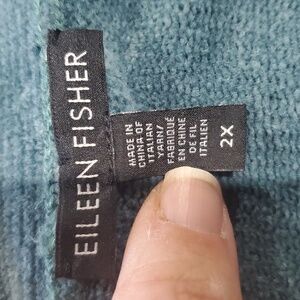 EILEEN FISHER
MADE IN
CHINA OF
ITALIAN
YARN/
FABRIQUÉ
EN CHINE
DE FIL
ITALIEN
2X